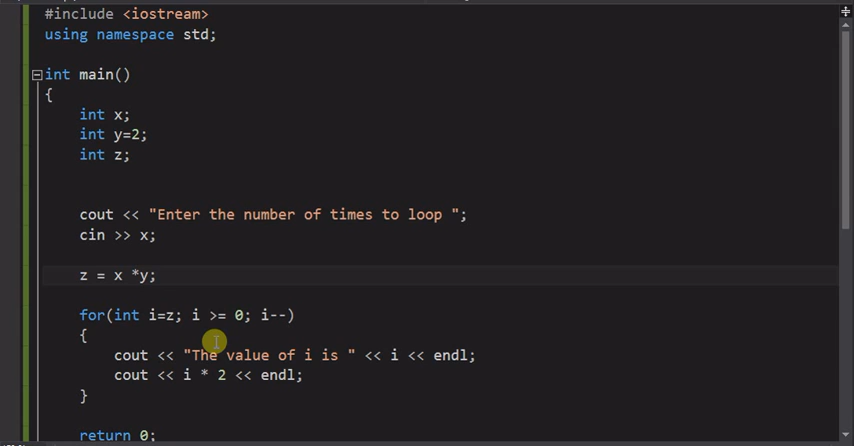 #include <iostream>
using namespace std;
int main()
{
int x;
int y=2;
int z;
cout << "Enter the number of times to loop ";
cin >> x;
z = x *y;
for(int i=z; i >= 0; i--)
{
cout << "The value of i is " << i << endl;
cout << i * 2 << endl;
}
return 0;